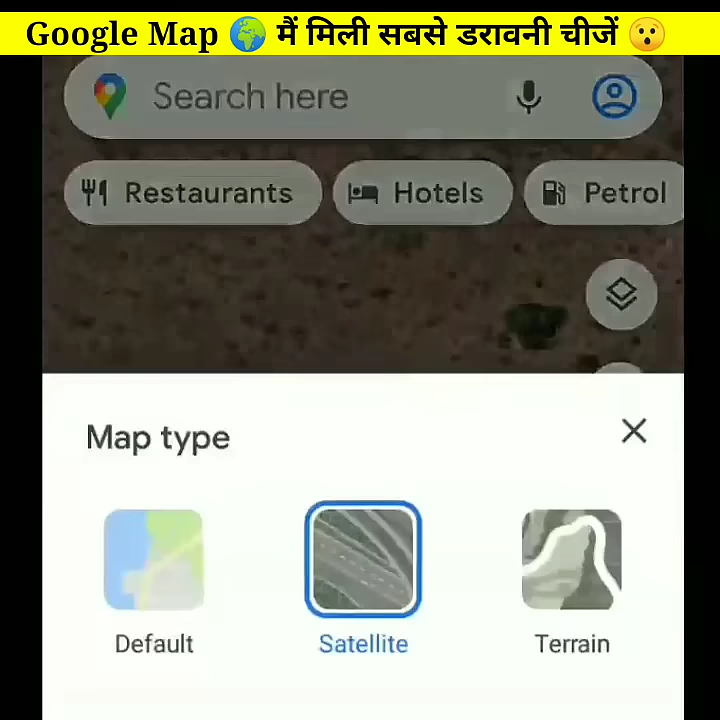 Google Map 🌍 मैं मिली सबसे डरावनी चीजें 😯
Search here
Restaurants Hotels Petrol
Map type
Default Satellite Terrain